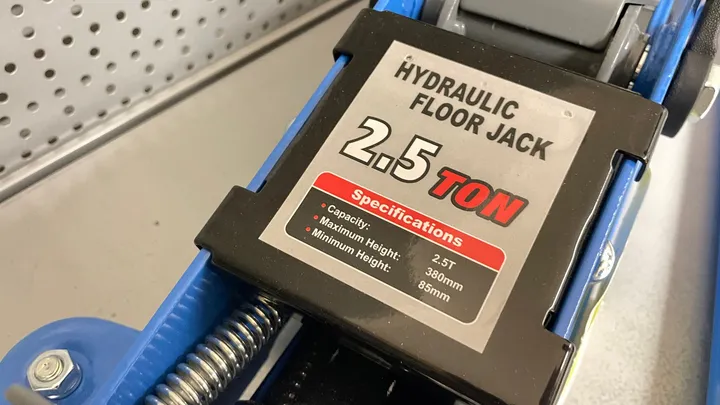 HYDRAULIC
FLOOR JACK
2.5 TON
Specifications
• Capacity: 2.5T
• Maximum Height: 380mm
• Minimum Height: 85mm